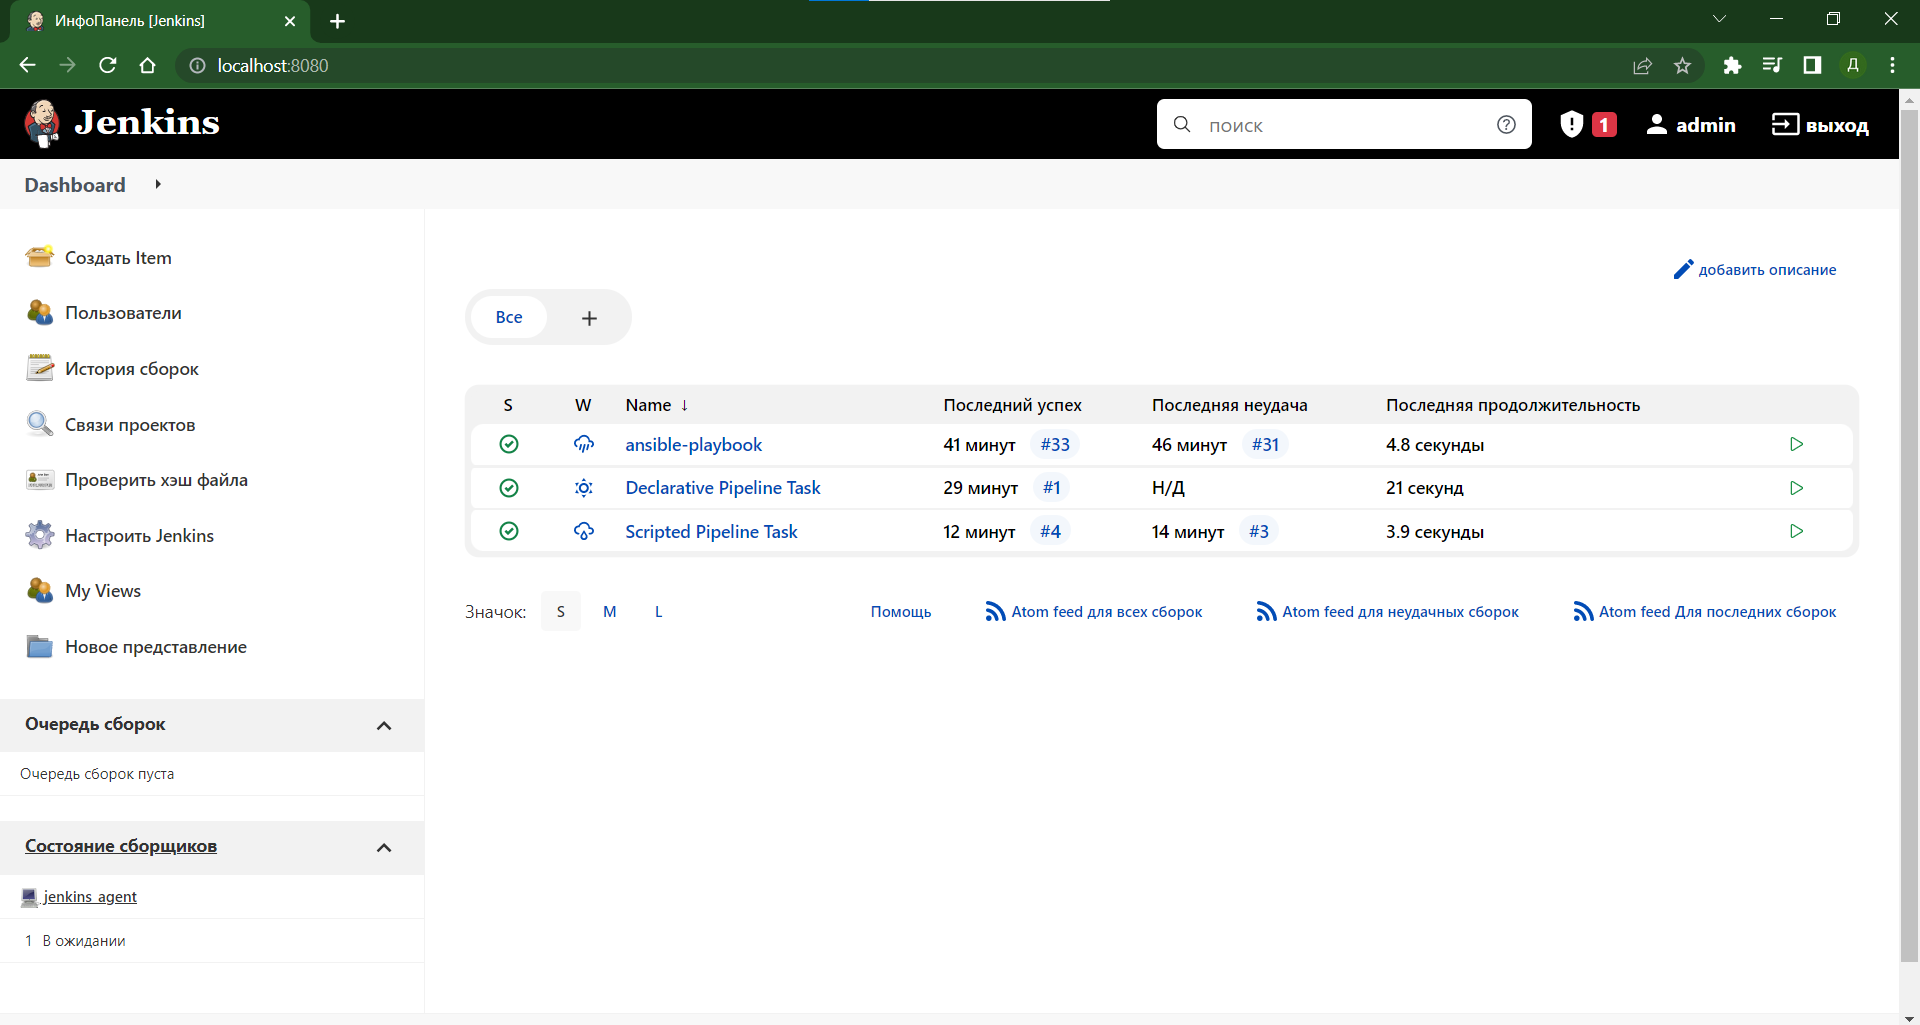 ИнфоПанель [Jenkins]
localhost:8080
Д
Jenkins
поиск
1
admin
выход
Dashboard
Создать Item
Пользователи
История сборок
Связи проектов
Проверить хэш файла
Настроить Jenkins
My Views
Новое представление
Очередь сборок
Очередь сборок пуста
Состояние сборщиков
jenkins_agent
1 В ожидании
добавить описание
Все +
S W Name ↓ Последний успех Последняя неудача Последняя продолжительность
ansible-playbook 41 минут #33 46 минут #31 4.8 секунды
Declarative Pipeline Task 29 минут #1 Н/Д 21 секунд
Scripted Pipeline Task 12 минут #4 14 минут #3 3.9 секунды
Значок: S M L Помощь Atom feed для всех сборок Atom feed для неудачных сборок Atom feed Для последних сборок